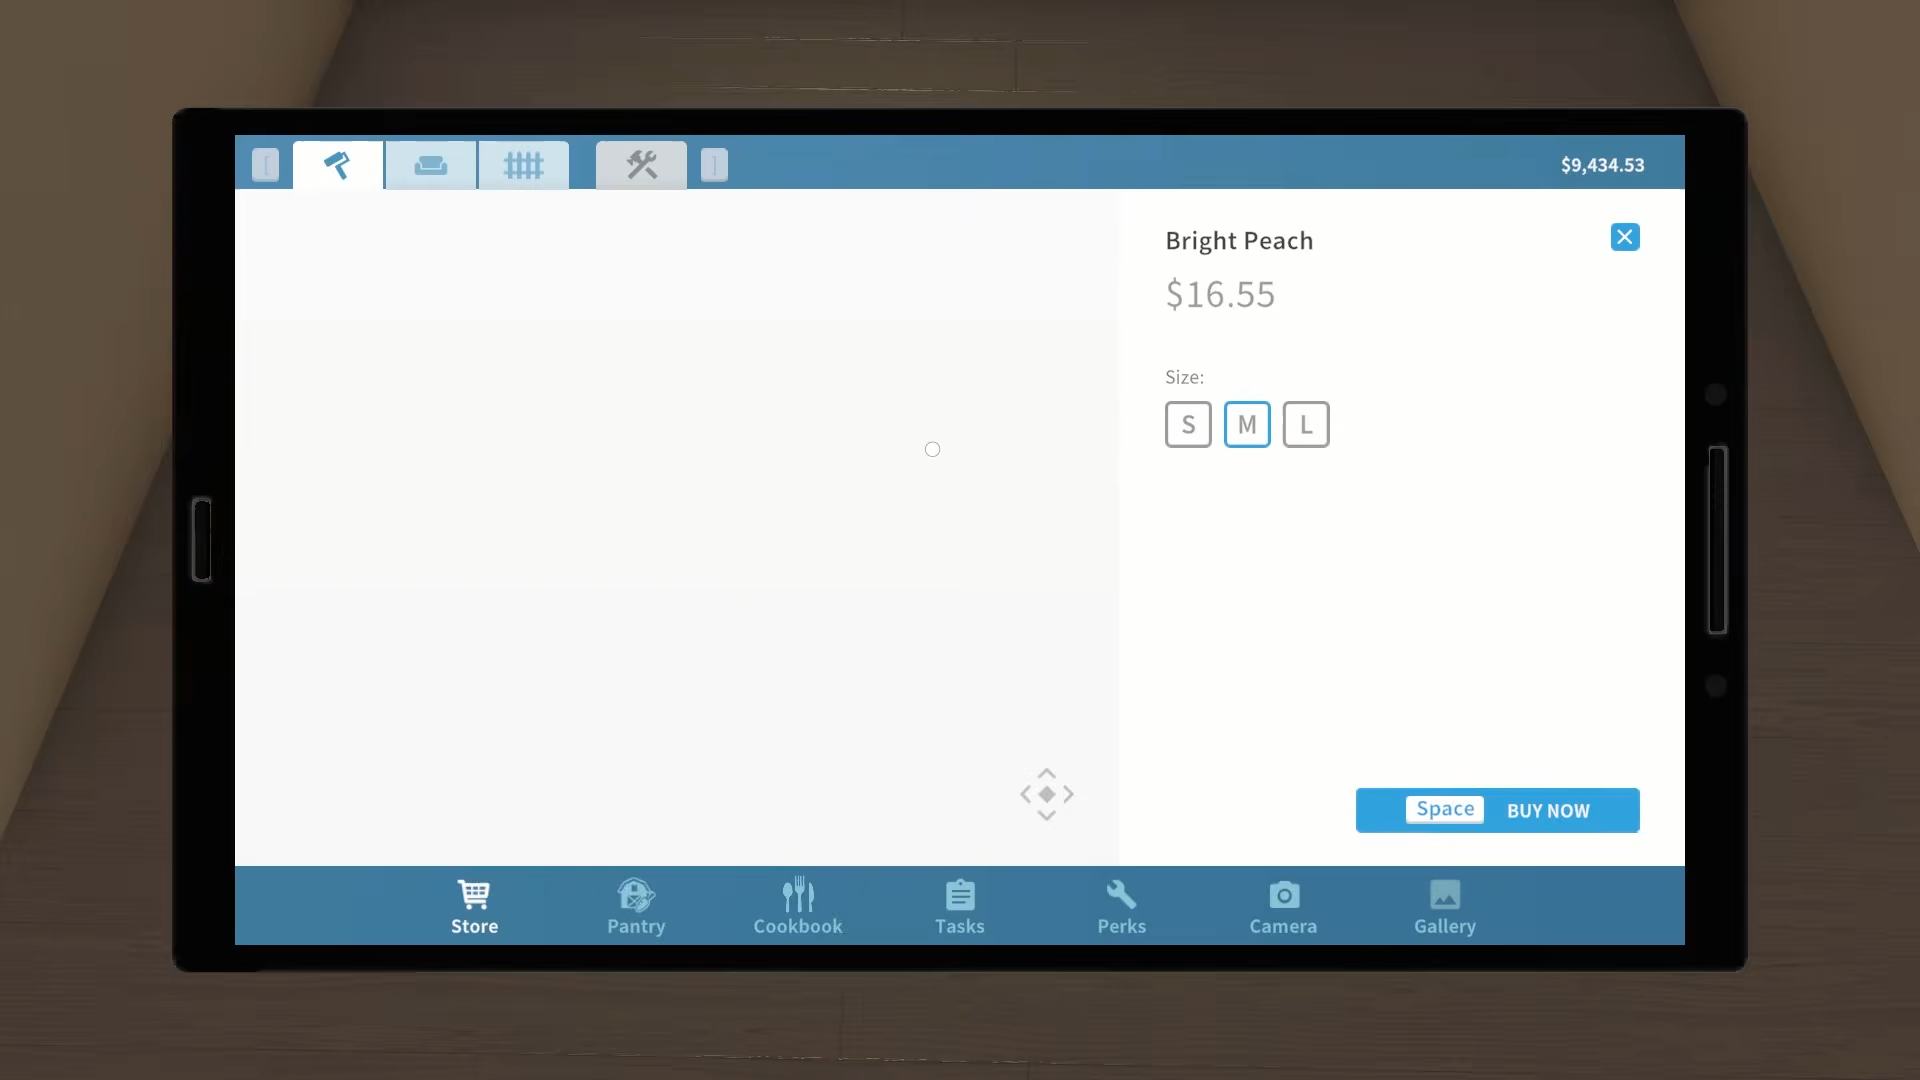 [
]
$9,434.53
Bright Peach
$16.55
Size:
S M L
Space BUY NOW
Store Pantry Cookbook Tasks Perks Camera Gallery